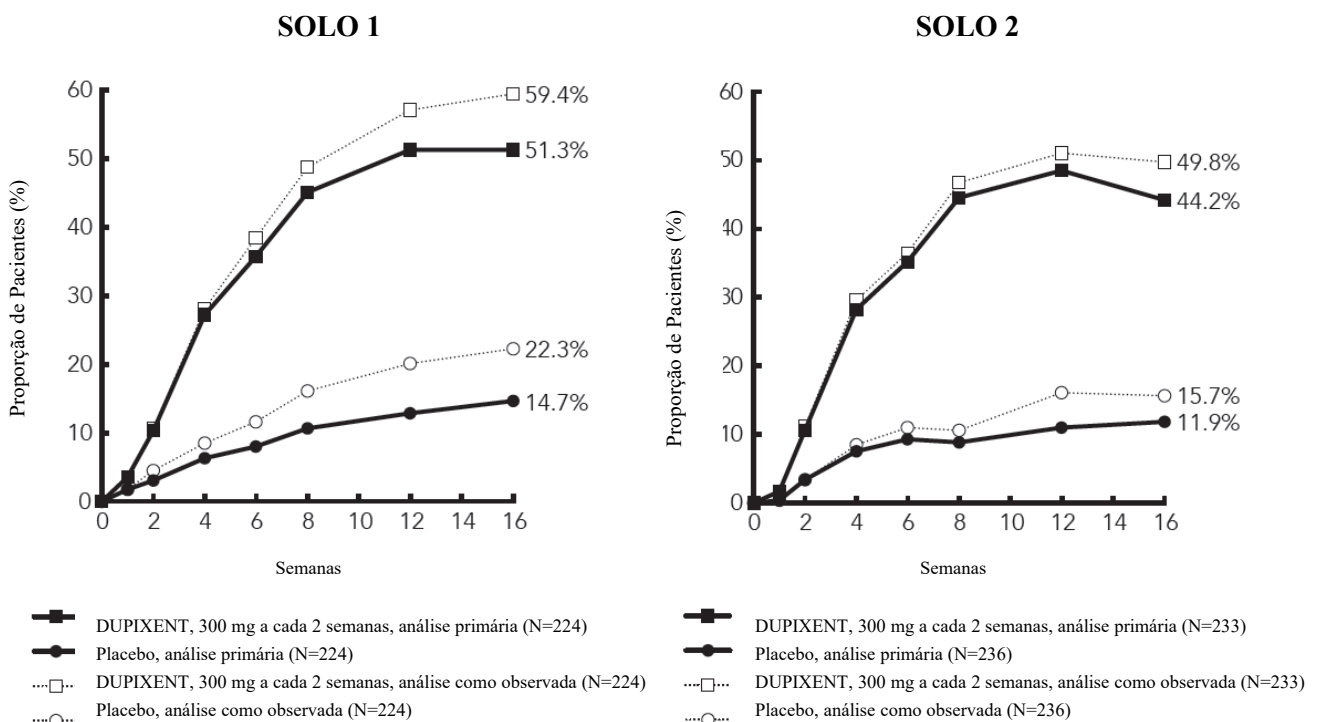 SOLO 1
SOLO 2
Proporção de Pacientes (%)
60
50
40
30
20
10
0
59.4%
51.3%
22.3%
14.7%
0 2 4 6 8 10 12 14 16
Semanas
Proporção de Pacientes (%)
60
50
40
30
20
10
0
49.8%
44.2%
15.7%
11.9%
0 2 4 6 8 10 12 14 16
Semanas
DUPIXENT, 300 mg a cada 2 semanas, análise primária (N=224)
Placebo, análise primária (N=224)
DUPIXENT, 300 mg a cada 2 semanas, análise como observada (N=224)
Placebo, análise como observada (N=224)
DUPIXENT, 300 mg a cada 2 semanas, análise primária (N=233)
Placebo, análise primária (N=236)
DUPIXENT, 300 mg a cada 2 semanas, análise como observada (N=233)
Placebo, análise como observada (N=236)